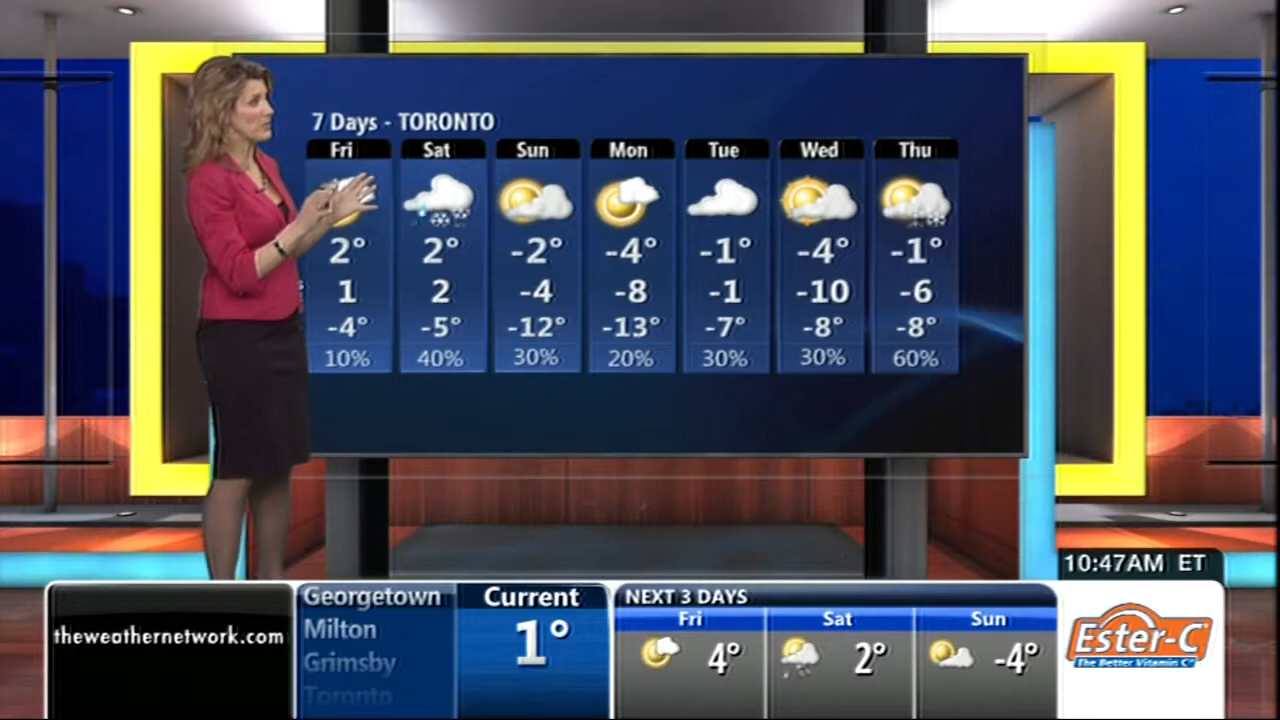 7 Days - TORONTO
Fri Sat Sun Mon Tue Wed Thu
2° 2° -2° -4° -1° -4° -1°
1 2 -4 -8 -1 -10 -6
-4° -5° -12° -13° -7° -8° -8°
10% 40% 30% 20% 30% 30% 60%
10:47AM ET
theweathernetwork.com
Georgetown
Milton
Grimsby
Toronto
Current
1°
NEXT 3 DAYS
Fri Sat Sun
4° 2° -4°
Ester-C®
The Better Vitamin C®